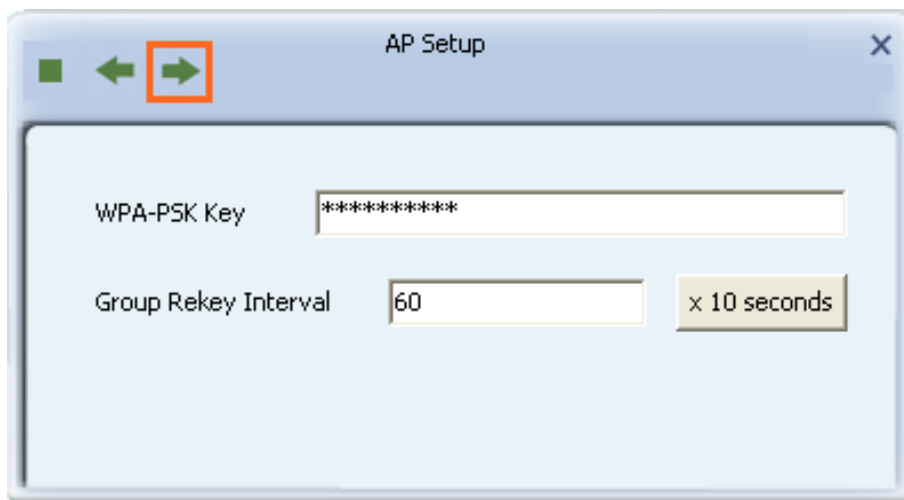 AP Setup
WPA-PSK Key **********
Group Rekey Interval 60 x 10 seconds